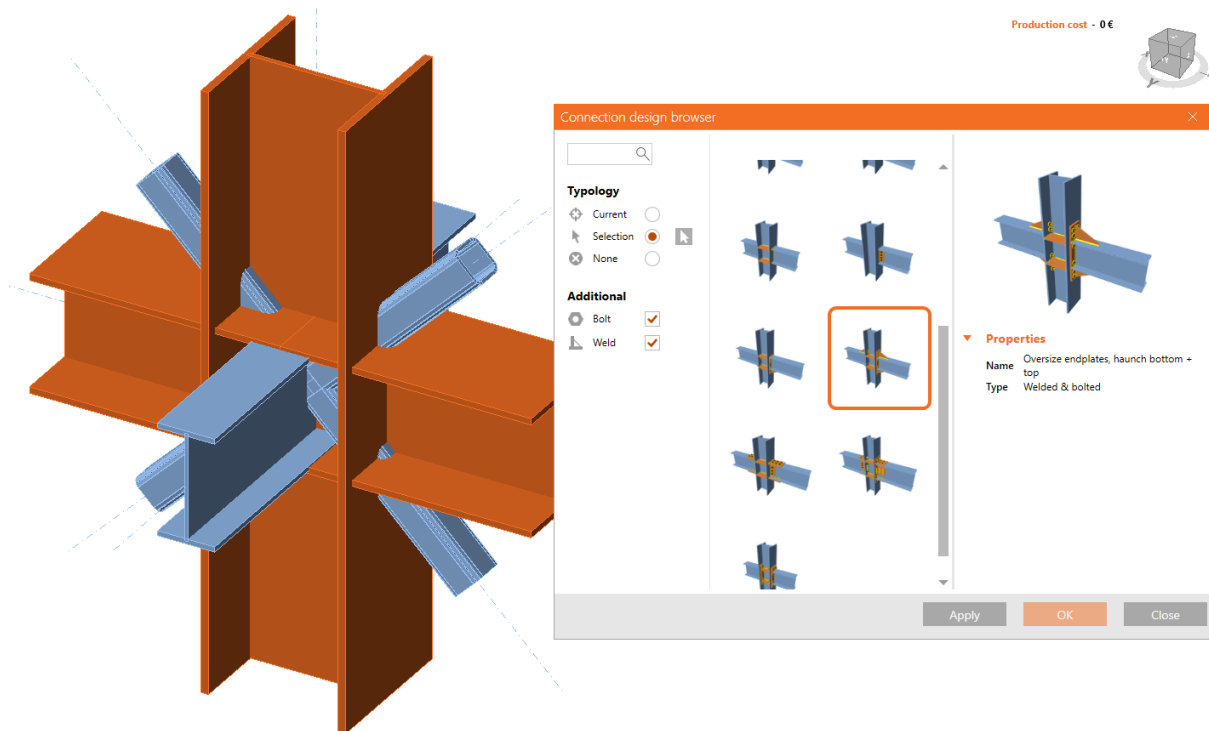 Production cost - 0 €
Connection design browser
Typology
Current
Selection
None
Additional
Bolt
Weld
Properties
Name Oversize endplates, haunch bottom +
top
Type Welded & bolted
Apply OK Close